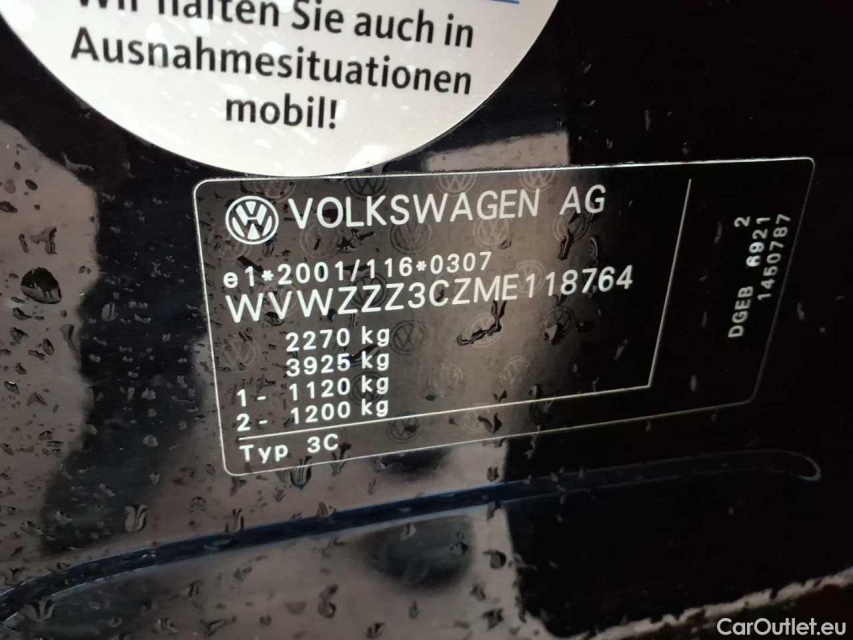 Wir halten Sie auch in
Ausnahmesituationen
mobil!
VOLKSWAGEN AG
e1*2001/116*0307
WVWZZZ3CZME118764
2270 kg
3925 kg
1 - 1120 kg
2 - 1200 kg
Typ 3C
2
DGEB 6921
1450787
CarOutlet.eu